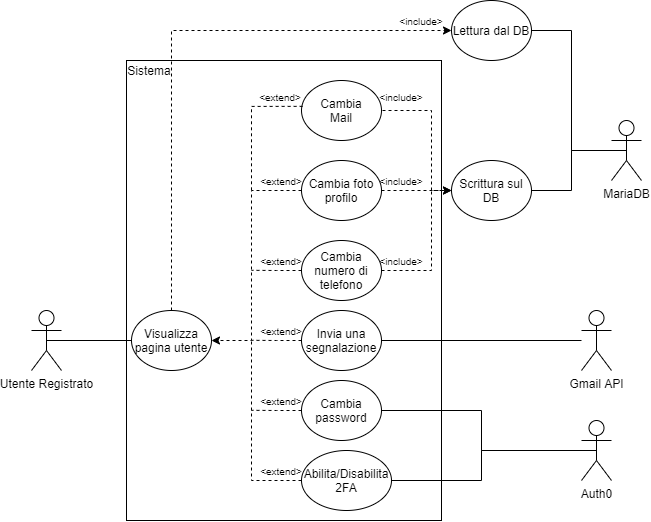 <include>
Lettura dal DB
Sistema
<extend>
Cambia
Mail
<include>
<extend>
Cambia foto
profilo
<include>
Scrittura sul
DB
MariaDB
<extend>
Cambia
numero di
telefono
<include>
Utente Registrato
Visualizza
pagina utente
<extend>
Invia una
segnalazione
Gmail API
<extend>
Cambia
password
<extend>
Abilita/Disabilita
2FA
Auth0